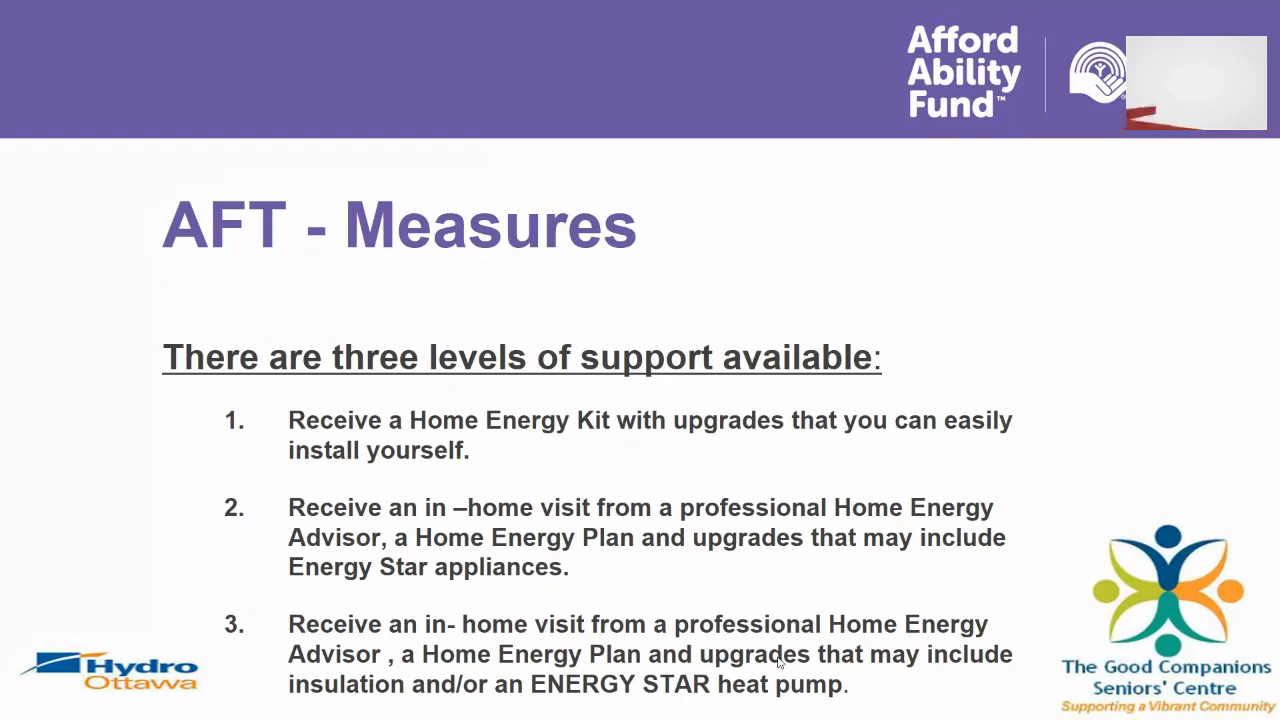 Afford
Ability
Fund™
AFT - Measures
There are three levels of support available:
1. Receive a Home Energy Kit with upgrades that you can easily
install yourself.
2. Receive an in –home visit from a professional Home Energy
Advisor, a Home Energy Plan and upgrades that may include
Energy Star appliances.
3. Receive an in- home visit from a professional Home Energy
Advisor , a Home Energy Plan and upgrades that may include
insulation and/or an ENERGY STAR heat pump.
Hydro
Ottawa
The Good Companions
Seniors' Centre
Supporting a Vibrant Community